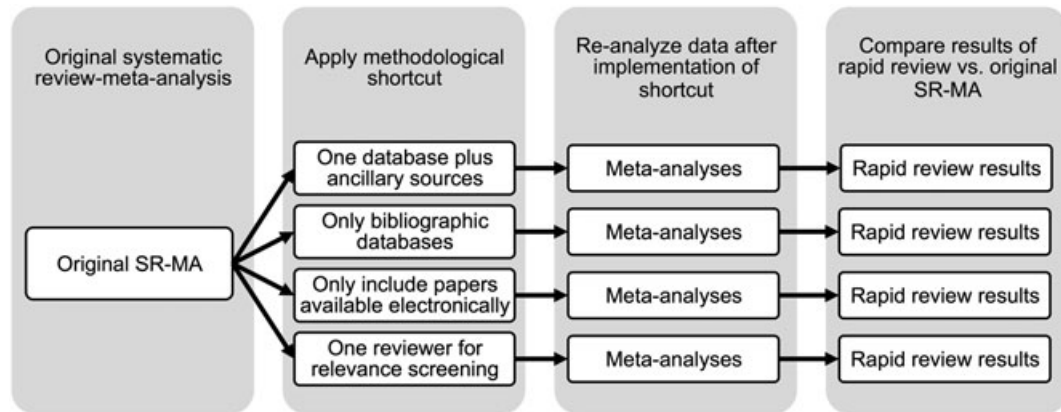 Original systematic
review-meta-analysis
Apply methodological
shortcut
Re-analyze data after
implementation of
shortcut
Compare results of
rapid review vs. original
SR-MA
Original SR-MA
One database plus
ancillary sources
Meta-analyses
Rapid review results
Only bibliographic
databases
Meta-analyses
Rapid review results
Only include papers
available electronically
Meta-analyses
Rapid review results
One reviewer for
relevance screening
Meta-analyses
Rapid review results